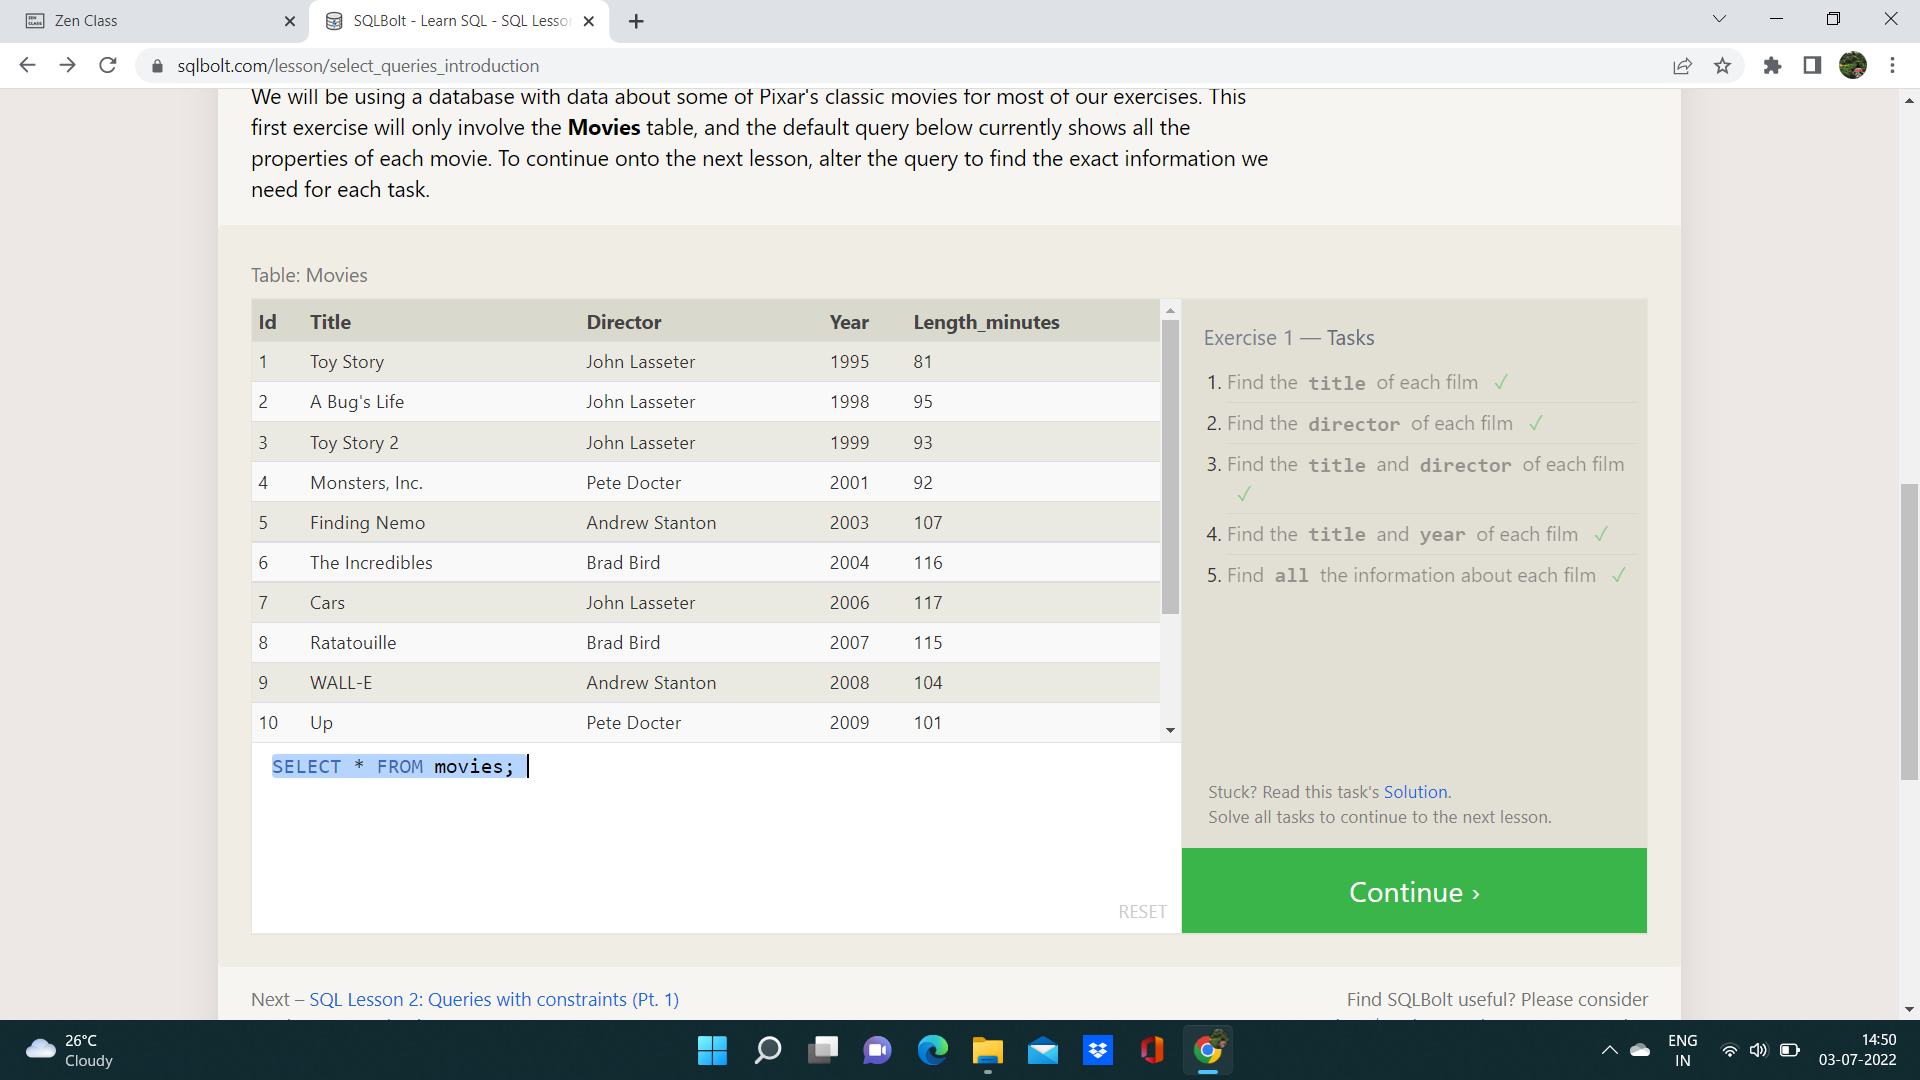 Zen Class
SQLBolt - Learn SQL - SQL Lesso
sqlbolt.com/lesson/select_queries_introduction
We will be using a database with data about some of Pixar's classic movies for most of our exercises. This
first exercise will only involve the Movies table, and the default query below currently shows all the
properties of each movie. To continue onto the next lesson, alter the query to find the exact information we
need for each task.
Table: Movies
Id Title Director Year Length_minutes
1 Toy Story John Lasseter 1995 81
2 A Bug's Life John Lasseter 1998 95
3 Toy Story 2 John Lasseter 1999 93
4 Monsters, Inc. Pete Docter 2001 92
5 Finding Nemo Andrew Stanton 2003 107
6 The Incredibles Brad Bird 2004 116
7 Cars John Lasseter 2006 117
8 Ratatouille Brad Bird 2007 115
9 WALL-E Andrew Stanton 2008 104
10 Up Pete Docter 2009 101
SELECT * FROM movies;
RESET
Exercise 1 — Tasks
1. Find the title of each film ✓
2. Find the director of each film ✓
3. Find the title and director of each film
✓
4. Find the title and year of each film ✓
5. Find all the information about each film ✓
Stuck? Read this task's Solution.
Solve all tasks to continue to the next lesson.
Continue ›
Next – SQL Lesson 2: Queries with constraints (Pt. 1)
Find SQLBolt useful? Please consider
26°C
Cloudy
ENG
IN
14:50
03-07-2022